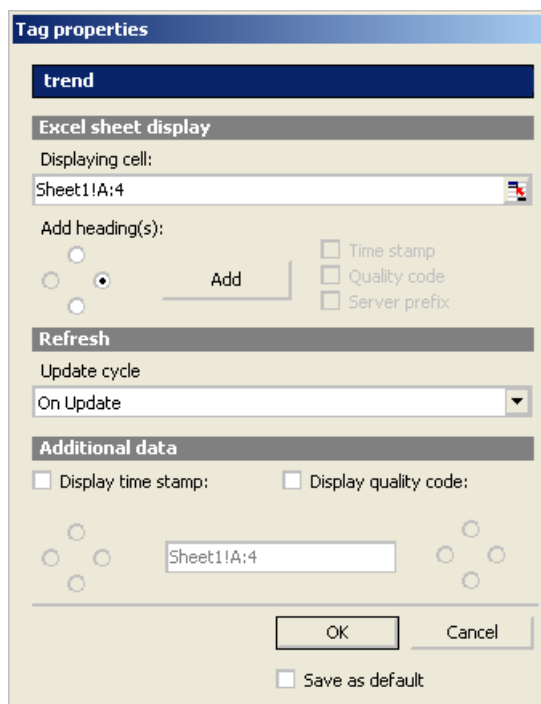 Tag properties
trend
Excel sheet display
Displaying cell:
Sheet1!A:4
Add heading(s):
Add
Time stamp
Quality code
Server prefix
Refresh
Update cycle
On Update
Additional data
Display time stamp: Display quality code:
Sheet1!A:4
OK Cancel
Save as default